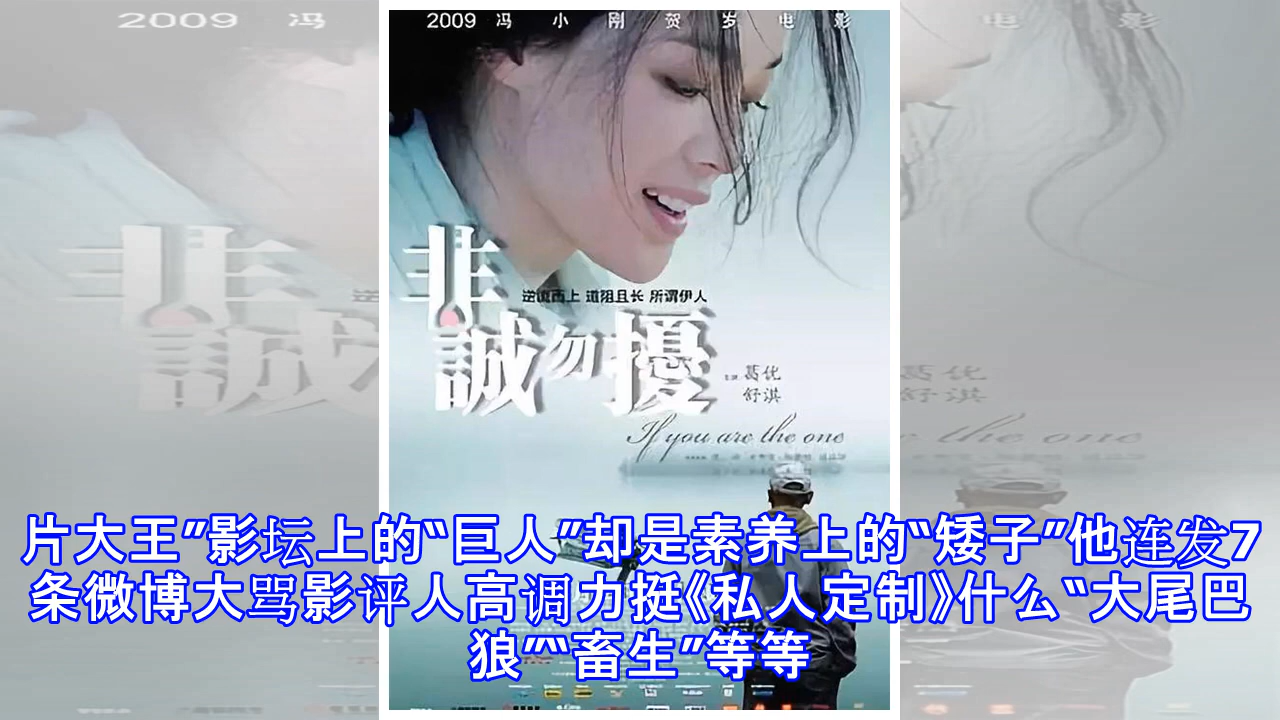 2009 冯小刚贺岁电影
2009 冯
电影
非
逆流而上 道阻且长 所谓伊人
誠勿擾
葛优
舒淇
If you are the one
片大王”影坛上的“巨人”却是素养上的“矮子”他连发7
条微博大骂影评人高调力挺《私人定制》什么“大尾巴
狼”“畜生”等等